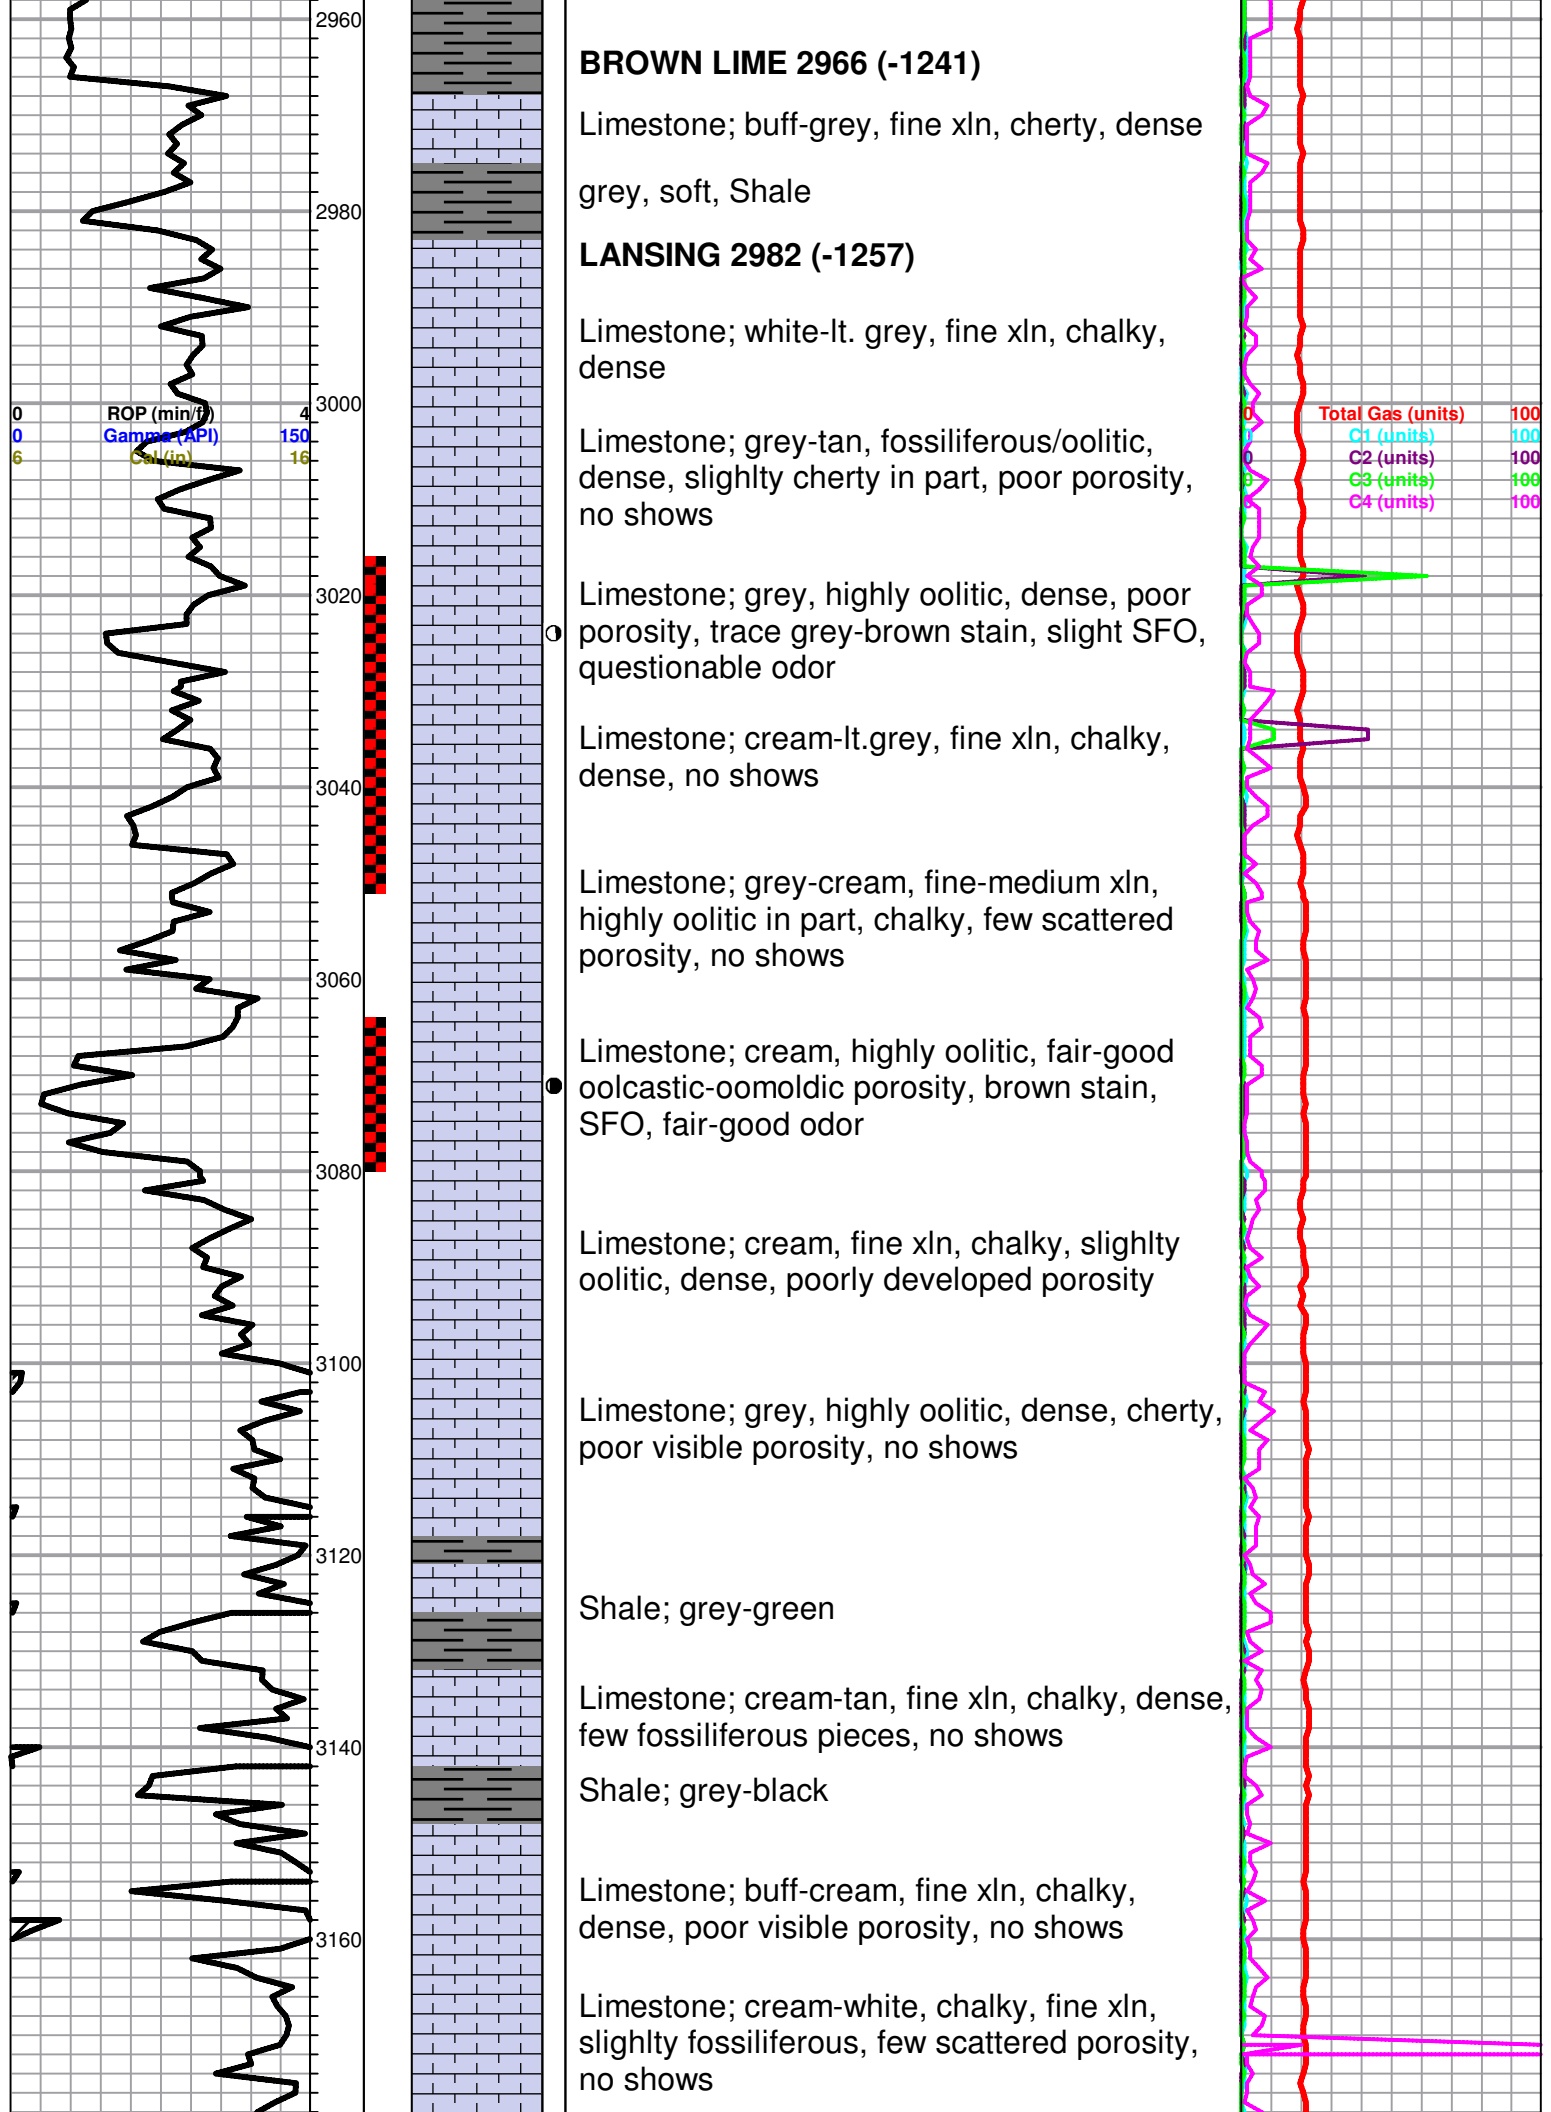 2960
BROWN LIME 2966 (-1241)
Limestone; buff-grey, fine xln, cherty, dense
grey, soft, Shale
2980
LANSING 2982 (-1257)
Limestone; white-lt. grey, fine xln, chalky,
dense
3000
0 ROP (min/ft) 4
0 Gamma (API) 150
6 Cal (in) 16
0 Total Gas (units) 100
0 C1 (units) 100
0 C2 (units) 100
0 C3 (units) 100
0 C4 (units) 100
Limestone; grey-tan, fossiliferous/oolitic,
dense, slighlty cherty in part, poor porosity,
no shows
3020
Limestone; grey, highly oolitic, dense, poor
porosity, trace grey-brown stain, slight SFO,
questionable odor
Limestone; cream-lt.grey, fine xln, chalky,
dense, no shows
3040
Limestone; grey-cream, fine-medium xln,
highly oolitic in part, chalky, few scattered
porosity, no shows
3060
Limestone; cream, highly oolitic, fair-good
oolcastic-oomoldic porosity, brown stain,
SFO, fair-good odor
3080
Limestone; cream, fine xln, chalky, slighlty
oolitic, dense, poorly developed porosity
3100
Limestone; grey, highly oolitic, dense, cherty,
poor visible porosity, no shows
3120
Shale; grey-green
Limestone; cream-tan, fine xln, chalky, dense,
few fossiliferous pieces, no shows
3140
Shale; grey-black
Limestone; buff-cream, fine xln, chalky,
dense, poor visible porosity, no shows
3160
Limestone; cream-white, chalky, fine xln,
slighlty fossiliferous, few scattered porosity,
no shows